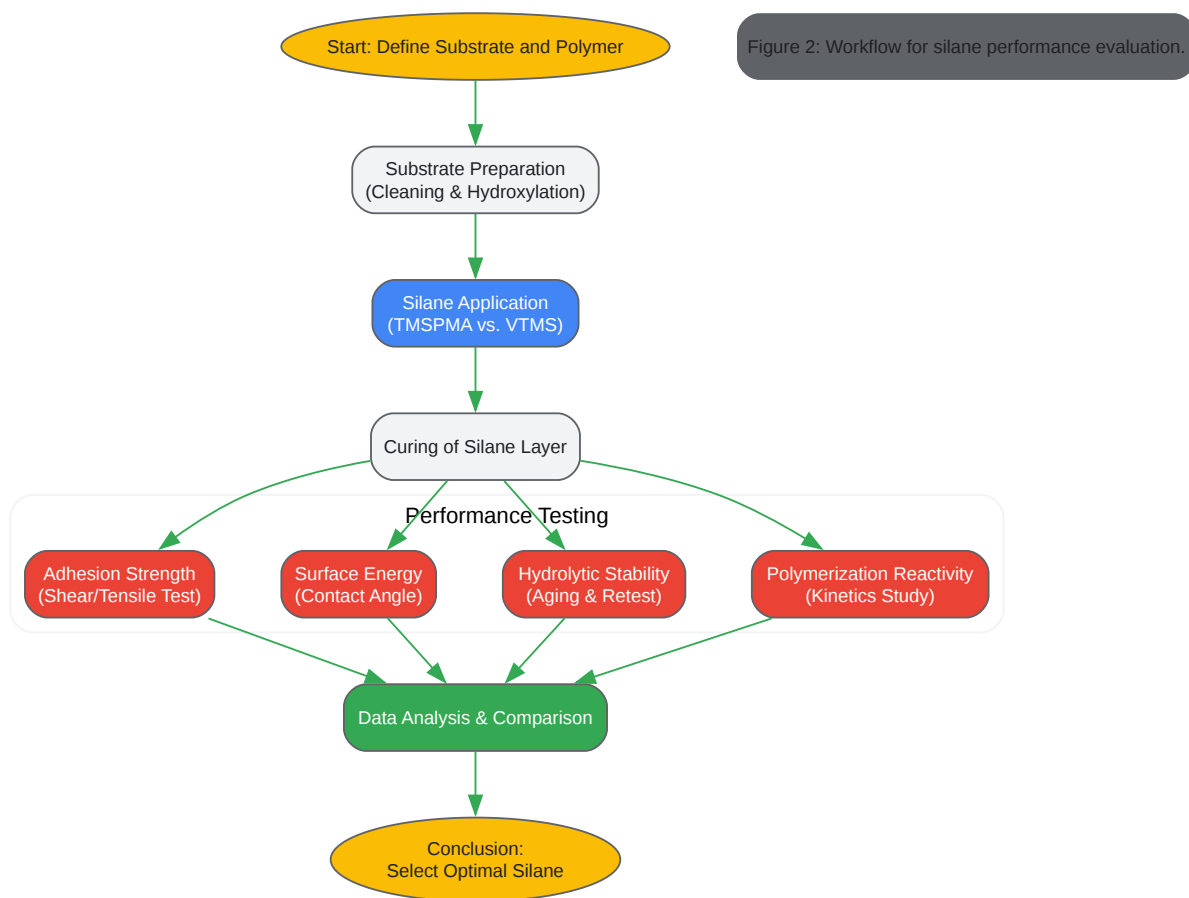 Start: Define Substrate and Polymer
Figure 2: Workflow for silane performance evaluation.
Substrate Preparation
(Cleaning & Hydroxylation)
Silane Application
(TMSPMA vs. VTMS)
Curing of Silane Layer
Performance Testing
Adhesion Strength
(Shear/Tensile Test)
Surface Energy
(Contact Angle)
Hydrolytic Stability
(Aging & Retest)
Polymerization Reactivity
(Kinetics Study)
Data Analysis & Comparison
Conclusion:
Select Optimal Silane